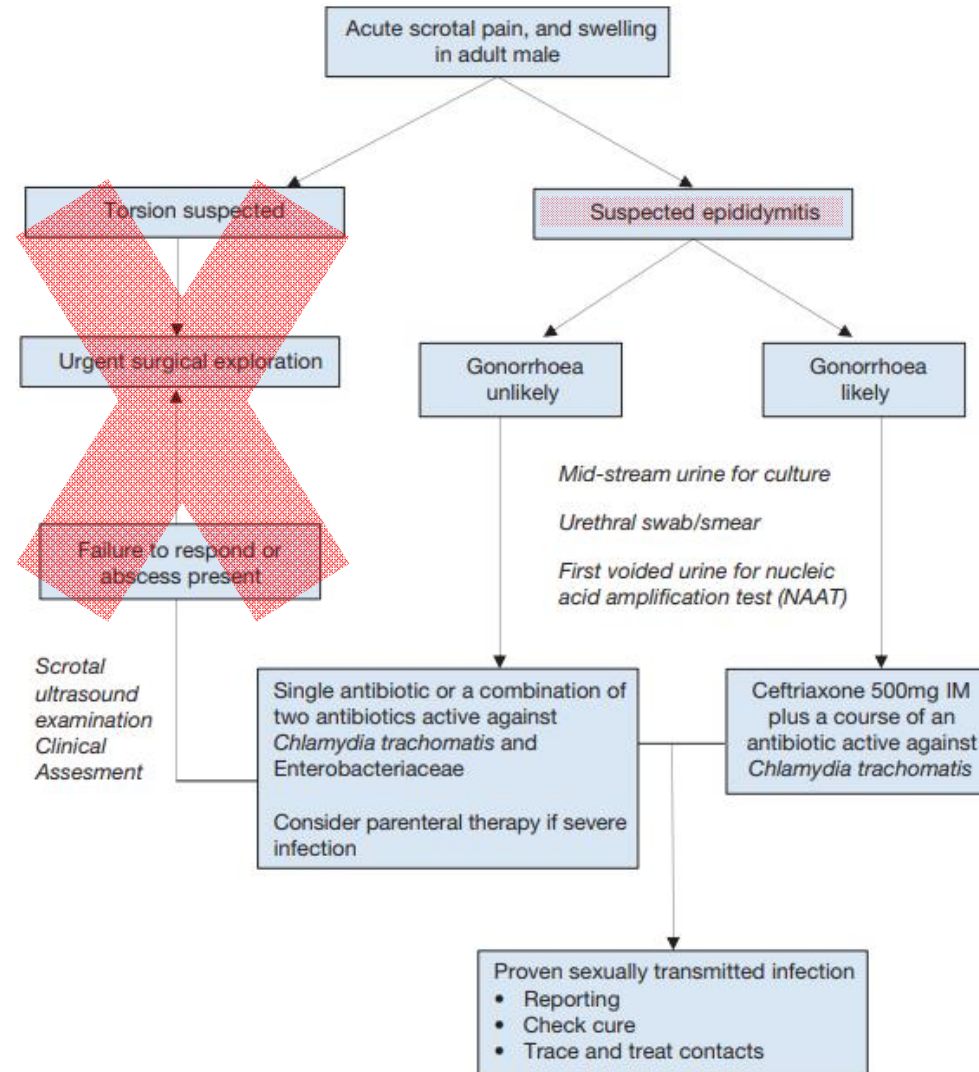 Acute scrotal pain, and swelling
in adult male
Torsion suspected
Suspected epididymitis
Urgent surgical exploration
Gonorrhoea
unlikely
Gonorrhoea
likely
Mid-stream urine for culture
Urethral swab/smear
First voided urine for nucleic
acid amplification test (NAAT)
Failure to respond or
abscess present
Scrotal
ultrasound
examination
Clinical
Assesment
Single antibiotic or a combination of
two antibiotics active against
Chlamydia trachomatis and
Enterobacteriaceae
Consider parenteral therapy if severe
infection
Ceftriaxone 500mg IM
plus a course of an
antibiotic active against
Chlamydia trachomatis
Proven sexually transmitted infection
• Reporting
• Check cure
• Trace and treat contacts